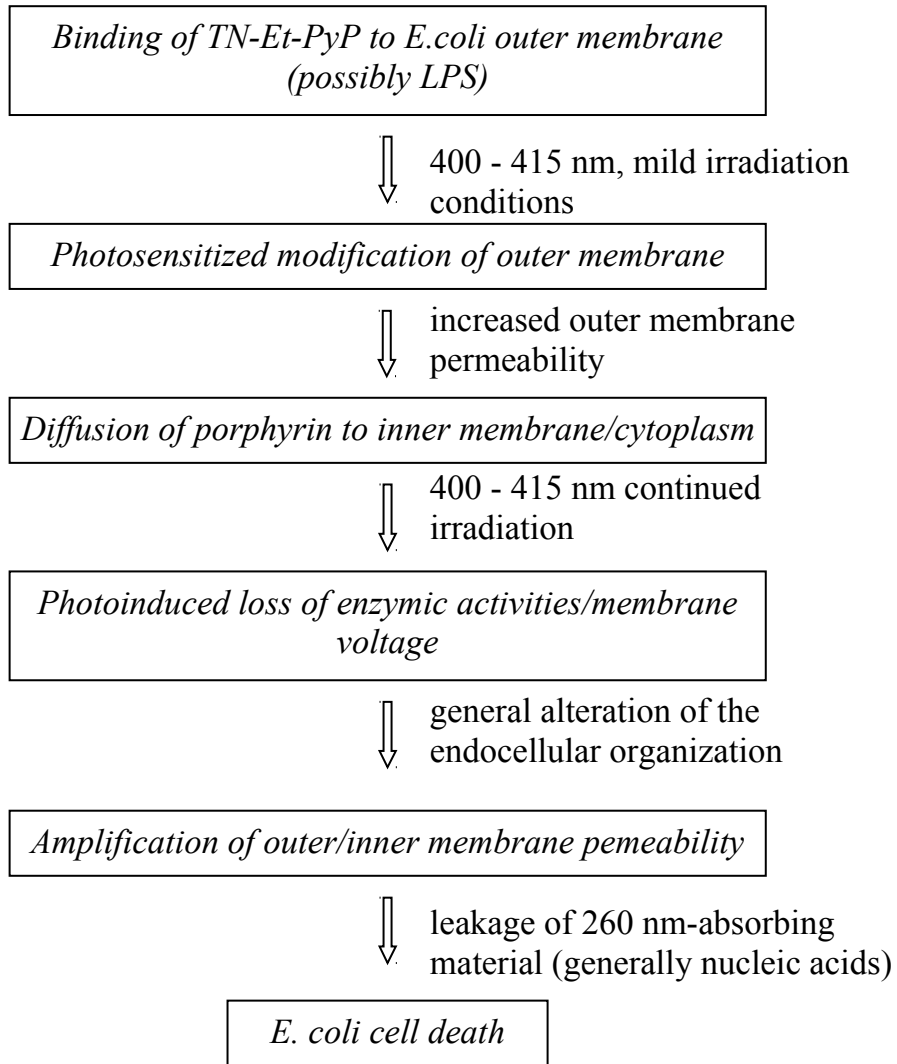 Binding of TN-Et-PyP to E.coli outer membrane
(possibly LPS)
400 - 415 nm, mild irradiation
conditions
Photosensitized modification of outer membrane
increased outer membrane
permeability
Diffusion of porphyrin to inner membrane/cytoplasm
400 - 415 nm continued
irradiation
Photoinduced loss of enzymic activities/membrane
voltage
general alteration of the
endocellular organization
Amplification of outer/inner membrane pemeability
leakage of 260 nm-absorbing
material (generally nucleic acids)
E. coli cell death